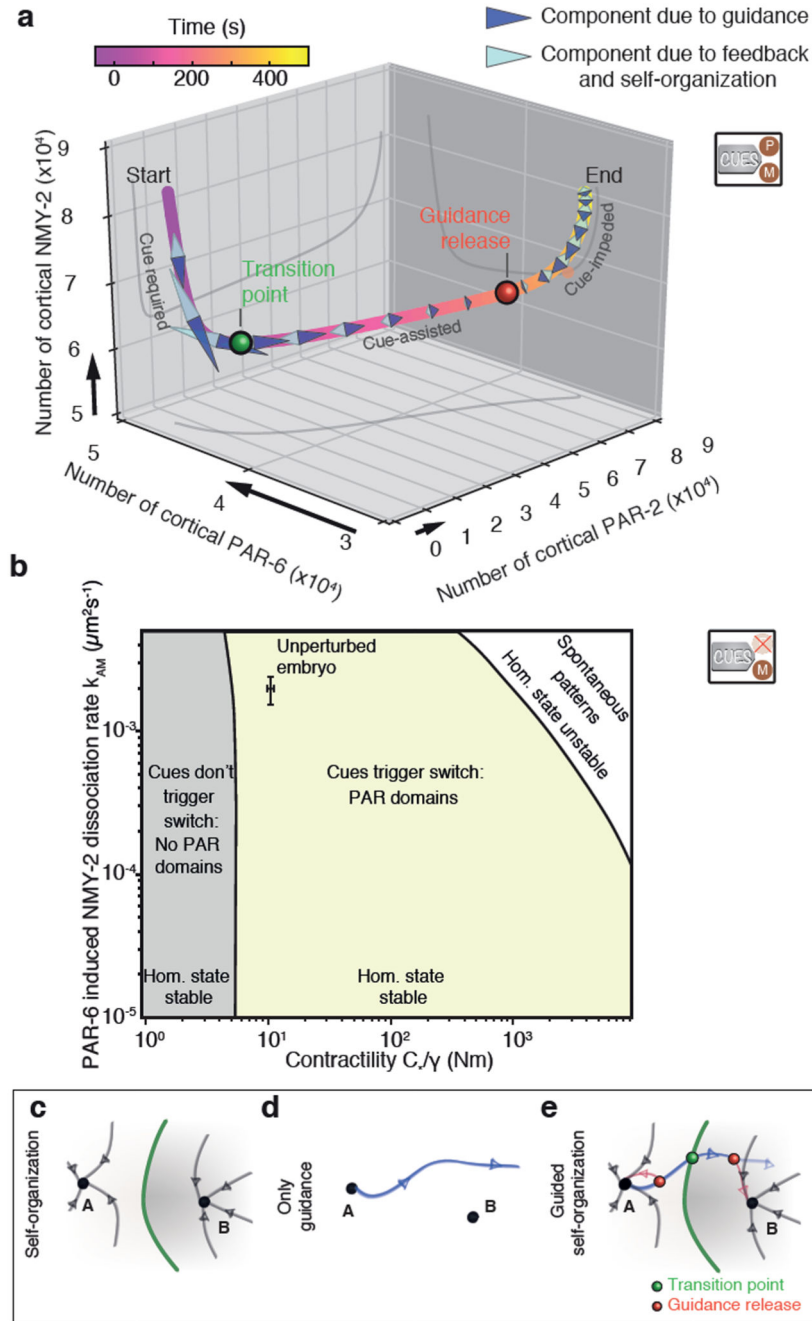 a
Time (s)
0 200 400
Component due to guidance
Component due to feedback
and self-organization
CUES P M
Number of cortical NMY-2 (x10⁴)
9
8
7
6
5
Start
End
Cue required
Transition
point
Guidance
release
Cue-assisted
Cue-impeded
5
4
3
Number of cortical PAR-6 (x10⁴)
0 1 2 3 4 5 6 7 8 9
Number of cortical PAR-2 (x10⁴)
b
PAR-6 induced NMY-2 dissociation rate k_AM (µm²s⁻¹)
10⁻³
10⁻⁴
10⁻⁵
Unperturbed
embryo
Spontaneous
patterns
Hom. state unstable
CUES M
Cues don't
trigger
switch:
No PAR
domains
Cues trigger switch:
PAR domains
Hom. state
stable
Hom. state
stable
10⁰ 10¹ 10² 10³
Contractility C*/γ (Nm)
c
Self-organization
A
B
d
Only
guidance
A
B
e
Guided
self-organization
A
B
Transition point
Guidance release